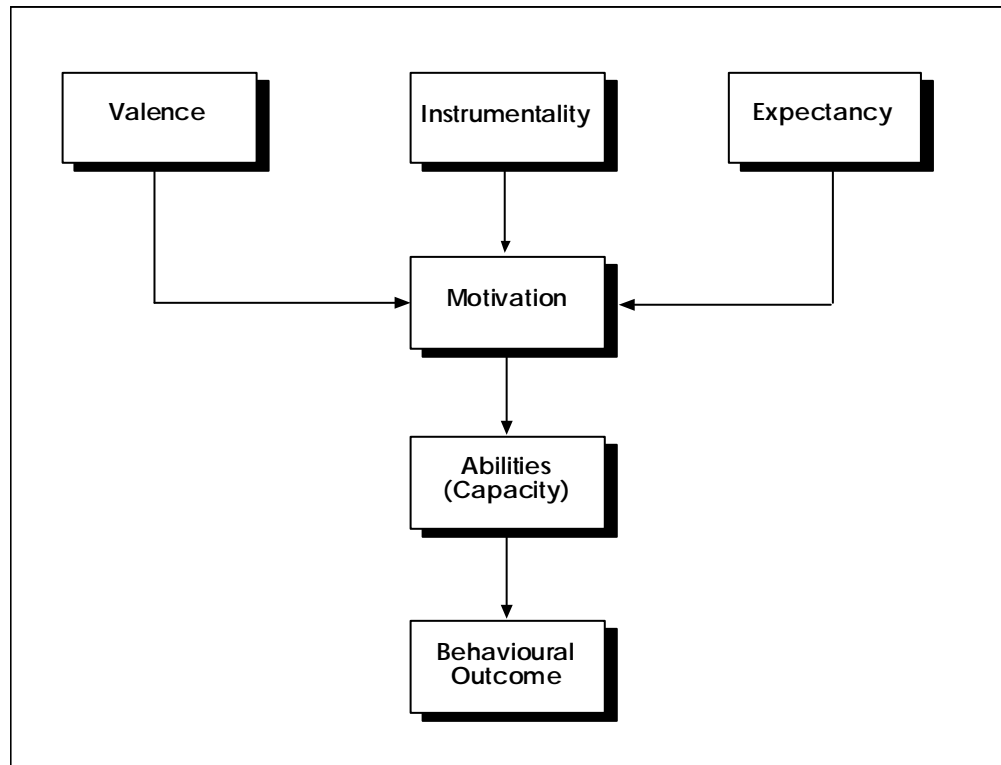 Valence
Instrumentality
Expectancy
Motivation
Abilities
(Capacity)
Behavioural
Outcome